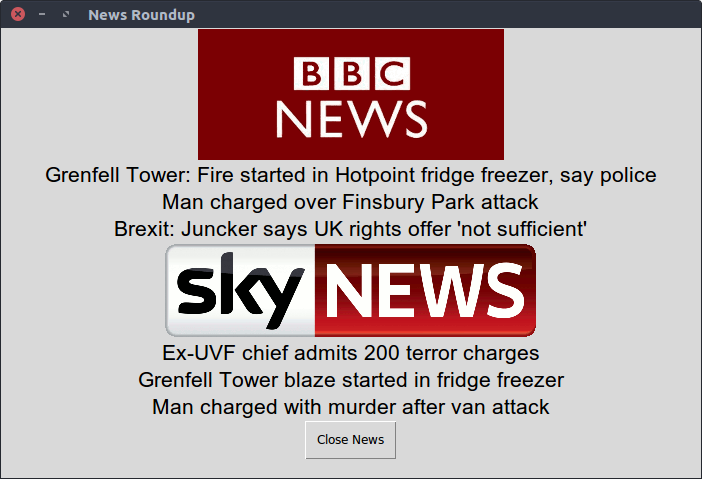 News Roundup
BBC
NEWS
Grenfell Tower: Fire started in Hotpoint fridge freezer, say police
Man charged over Finsbury Park attack
Brexit: Juncker says UK rights offer 'not sufficient'
sky NEWS
Ex-UVF chief admits 200 terror charges
Grenfell Tower blaze started in fridge freezer
Man charged with murder after van attack
Close News